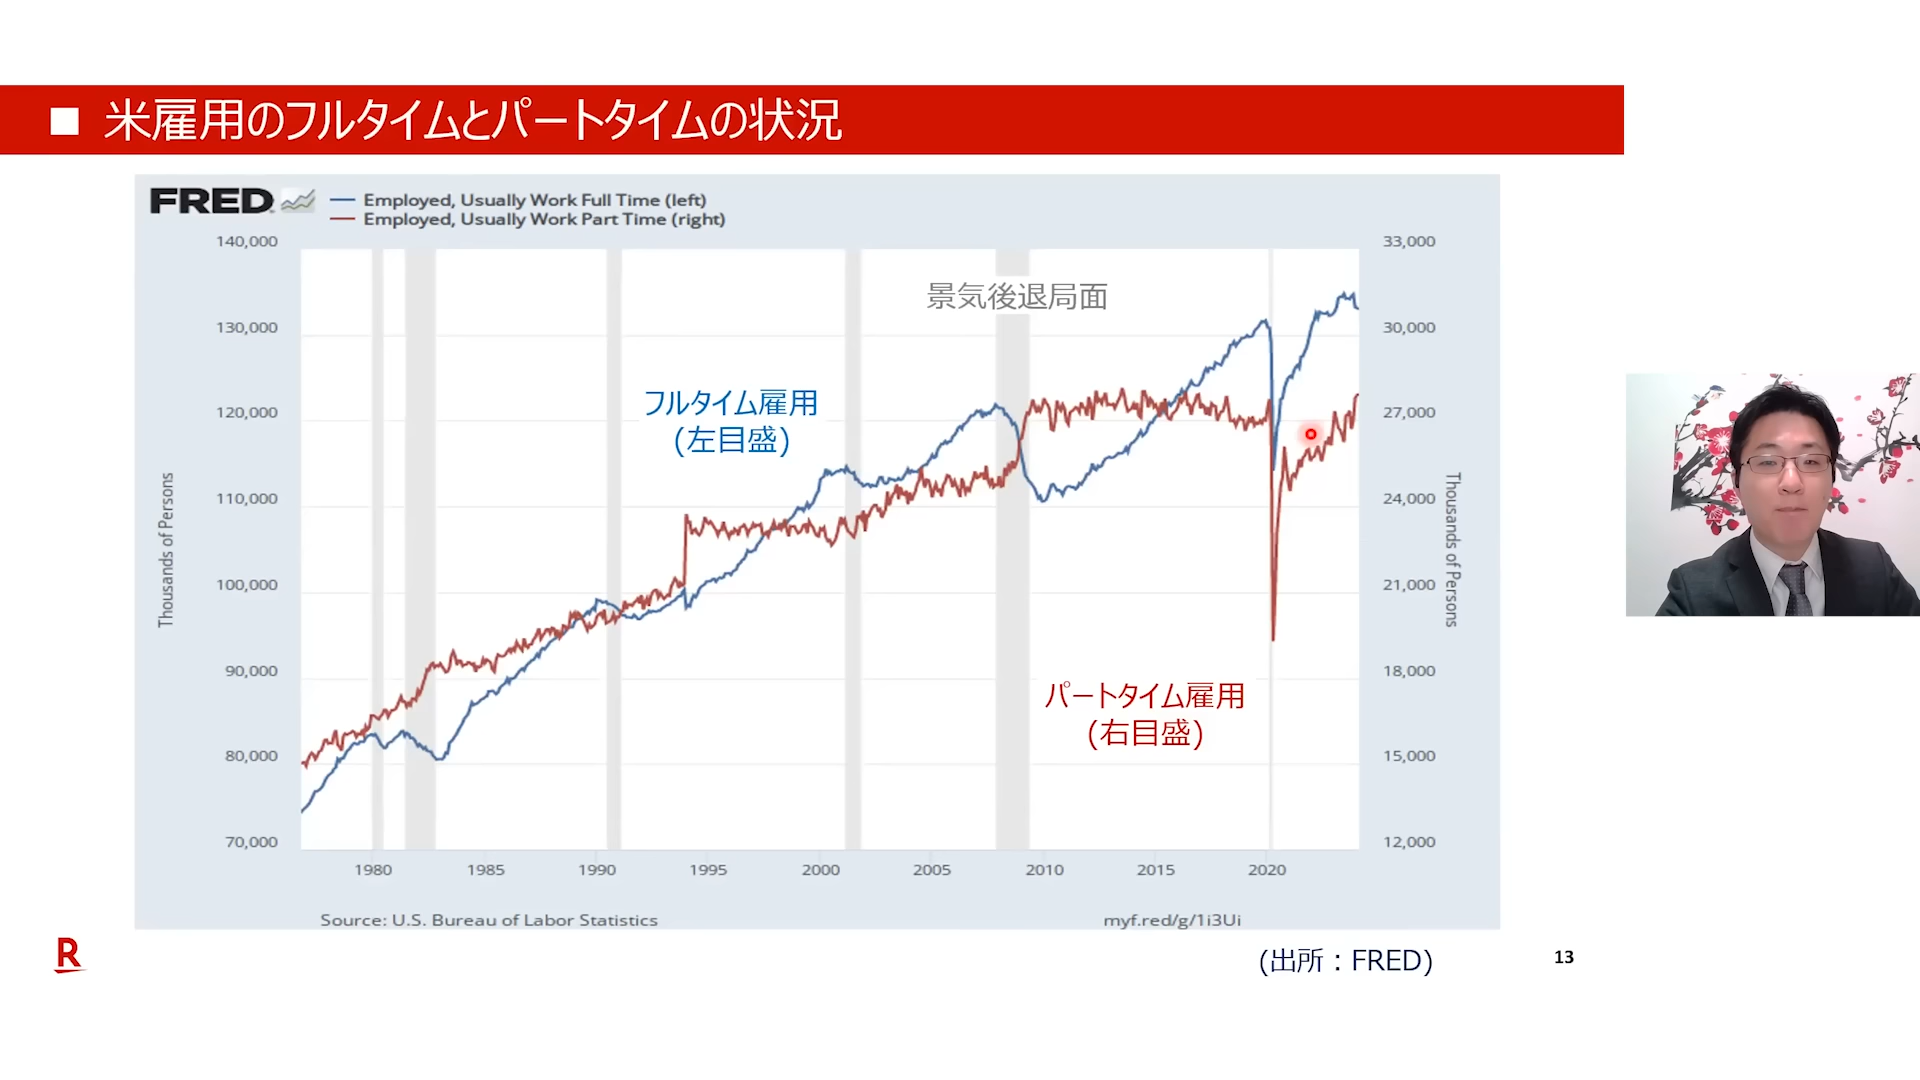 ■ 米雇用のフルタイムとパートタイムの状況
FRED
Employed, Usually Work Full Time (left)
Employed, Usually Work Part Time (right)
140,000
130,000
120,000
110,000
100,000
90,000
80,000
70,000
Thousands of Persons
33,000
30,000
27,000
24,000
21,000
18,000
15,000
12,000
Thousands of Persons
景気後退局面
フルタイム雇用
(左目盛)
パートタイム雇用
(右目盛)
1980 1985 1990 1995 2000 2005 2010 2015 2020
Source: U.S. Bureau of Labor Statistics
myf.red/g/1i3Ui
R
(出所：FRED)
13